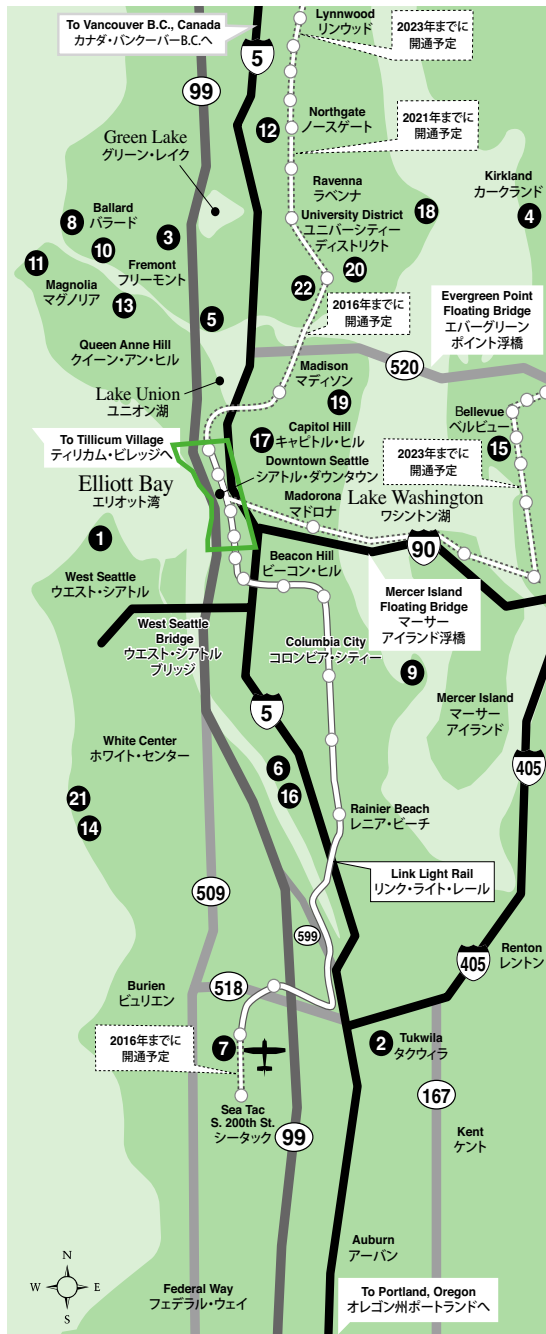 Lynnwood
リンウッド
2023年までに
開通予定
To Vancouver B.C., Canada
カナダ・バンクーバーB.C.へ
5
99
Northgate
ノースゲート
12
2021年までに
開通予定
Green Lake
グリーン・レイク
Ravenna
ラベンナ
Kirkland
カークランド
4
18
University District
ユニバーシティー
ディストリクト
Ballard
バラード
8
3
10
11
Fremont
フリーモント
20
22
Magnolia
マグノリア
13
5
2016年までに
開通予定
Evergreen Point
Floating Bridge
エバーグリーン
ポイント浮橋
Queen Anne Hill
クイーン・アン・ヒル
520
Madison
マディソン
19
Lake Union
ユニオン湖
Bellevue
ベルビュー
15
17
Capitol Hill
キャピトル・ヒル
To Tillicum Village
ティリカム・ビレッジへ
Downtown Seattle
シアトル・ダウンタウン
2023年までに
開通予定
Elliott Bay
エリオット湾
Madorona
マドロナ
Lake Washington
ワシントン湖
1
90
Beacon Hill
ビーコン・ヒル
West Seattle
ウエスト・シアトル
Mercer Island
Floating Bridge
マーサー
アイランド浮橋
West Seattle
Bridge
ウエスト・シアトル
ブリッジ
Columbia City
コロンビア・シティー
9
Mercer Island
マーサー
アイランド
5
White Center
ホワイト・センター
405
6
16
21
14
Rainier Beach
レニア・ビーチ
Link Light Rail
リンク・ライト・レール
509
599
Renton
レントン
405
Burien
ビュリエン
518
2016年までに
開通予定
7
2
Tukwila
タクウィラ
167
Sea Tac
S. 200th St.
シータック
99
Kent
ケント
Auburn
アーバン
N
W
E
S
Federal Way
フェデラル・ウェイ
To Portland, Oregon
オレゴン州ポートランドへ